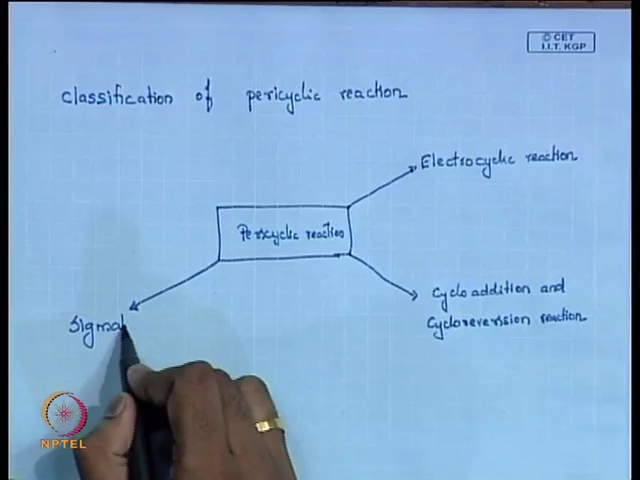 © CET
I.I.T. KGP
classification of pericyclic reaction
Electrocyclic reaction
Pericyclic reaction
Cycloaddition and
Cycloreversion reaction
Sigma
NPTEL